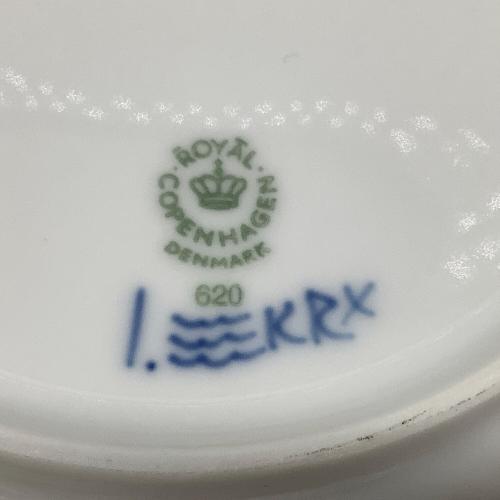 ROYAL
COPENHAGEN
DENMARK
620
1. KRX